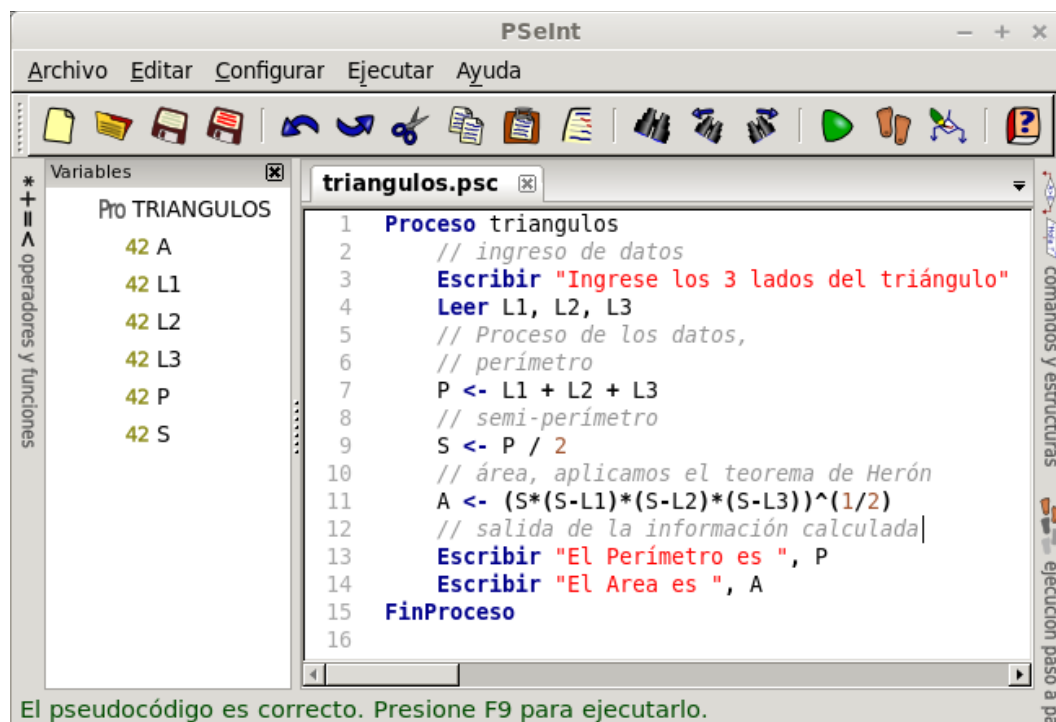 PSeInt
Archivo Editar Configurar Ejecutar Ayuda
* + = < operadores y funciones
Variables
Pro TRIANGULOS
42 A
42 L1
42 L2
42 L3
42 P
42 S
triangulos.psc
1 Proceso triangulos
2 // ingreso de datos
3 Escribir "Ingrese los 3 lados del triángulo"
4 Leer L1, L2, L3
5 // Proceso de los datos,
6 // perímetro
7 P <- L1 + L2 + L3
8 // semi-perímetro
9 S <- P / 2
10 // área, aplicamos el teorema de Herón
11 A <- (S*(S-L1)*(S-L2)*(S-L3))^(1/2)
12 // salida de la información calculada
13 Escribir "El Perímetro es ", P
14 Escribir "El Area es ", A
15 FinProceso
16
comandos y estructuras
ejecución paso a p
El pseudocódigo es correcto. Presione F9 para ejecutarlo.